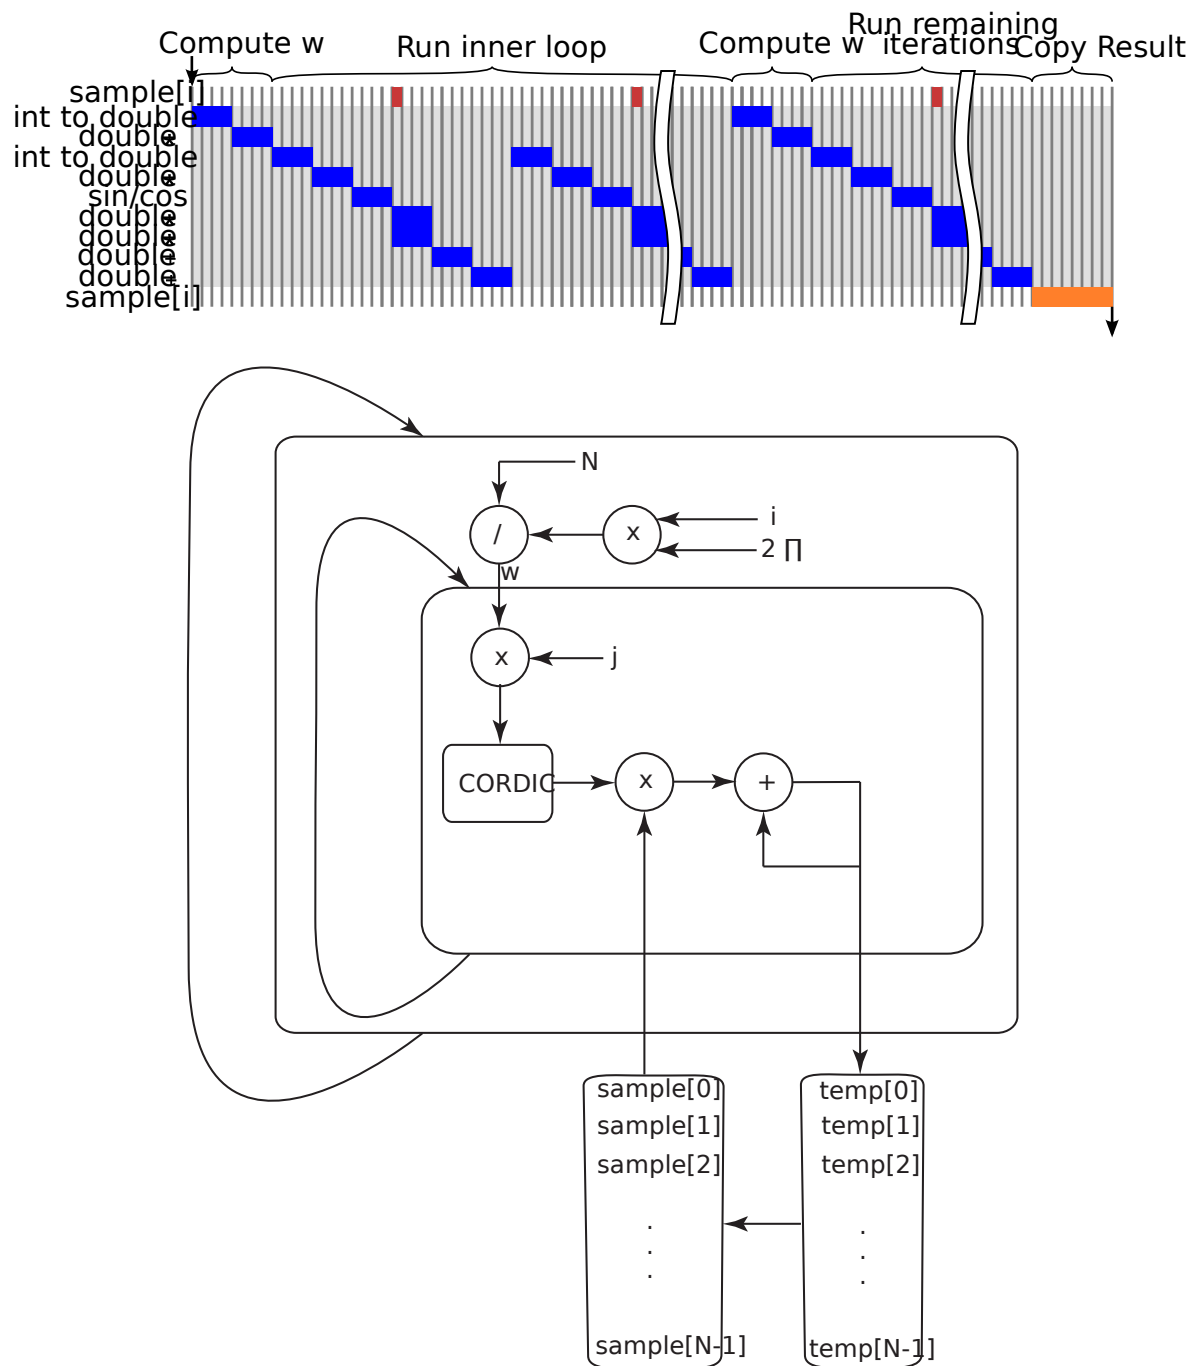 Run remaining
Compute w Run inner loop Compute w iterations Copy Result
sample[i]
int to double
double*
int to double
double*
sin/cos
double*
double*
double+
double+
sample[i]
N
/ x i
2 ∏
w
x j
CORDIC x +
sample[0] temp[0]
sample[1] temp[1]
sample[2] temp[2]
. .
. .
. .
sample[N-1] temp[N-1]